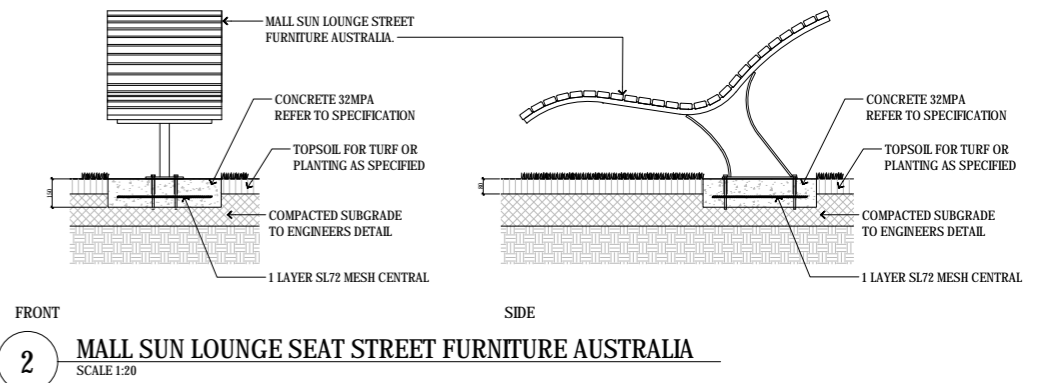 MALL SUN LOUNGE STREET
FURNITURE AUSTRALIA.
CONCRETE 32MPA
REFER TO SPECIFICATION
TOPSOIL FOR TURF OR
PLANTING AS SPECIFIED
150
COMPACTED SUBGRADE
TO ENGINEERS DETAIL
1 LAYER SL72 MESH CENTRAL
FRONT
CONCRETE 32MPA
REFER TO SPECIFICATION
TOPSOIL FOR TURF OR
PLANTING AS SPECIFIED
80
COMPACTED SUBGRADE
TO ENGINEERS DETAIL
1 LAYER SL72 MESH CENTRAL
SIDE
2
MALL SUN LOUNGE SEAT STREET FURNITURE AUSTRALIA
SCALE 1:20